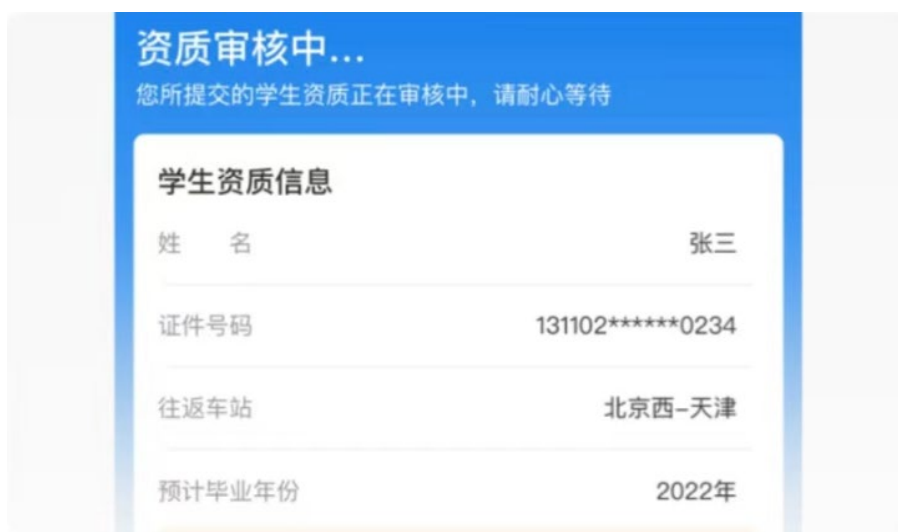 资质审核中...
您所提交的学生资质正在审核中，请耐心等待
学生资质信息
姓 名 张三
证件号码 131102******0234
往返车站 北京西-天津
预计毕业年份 2022年